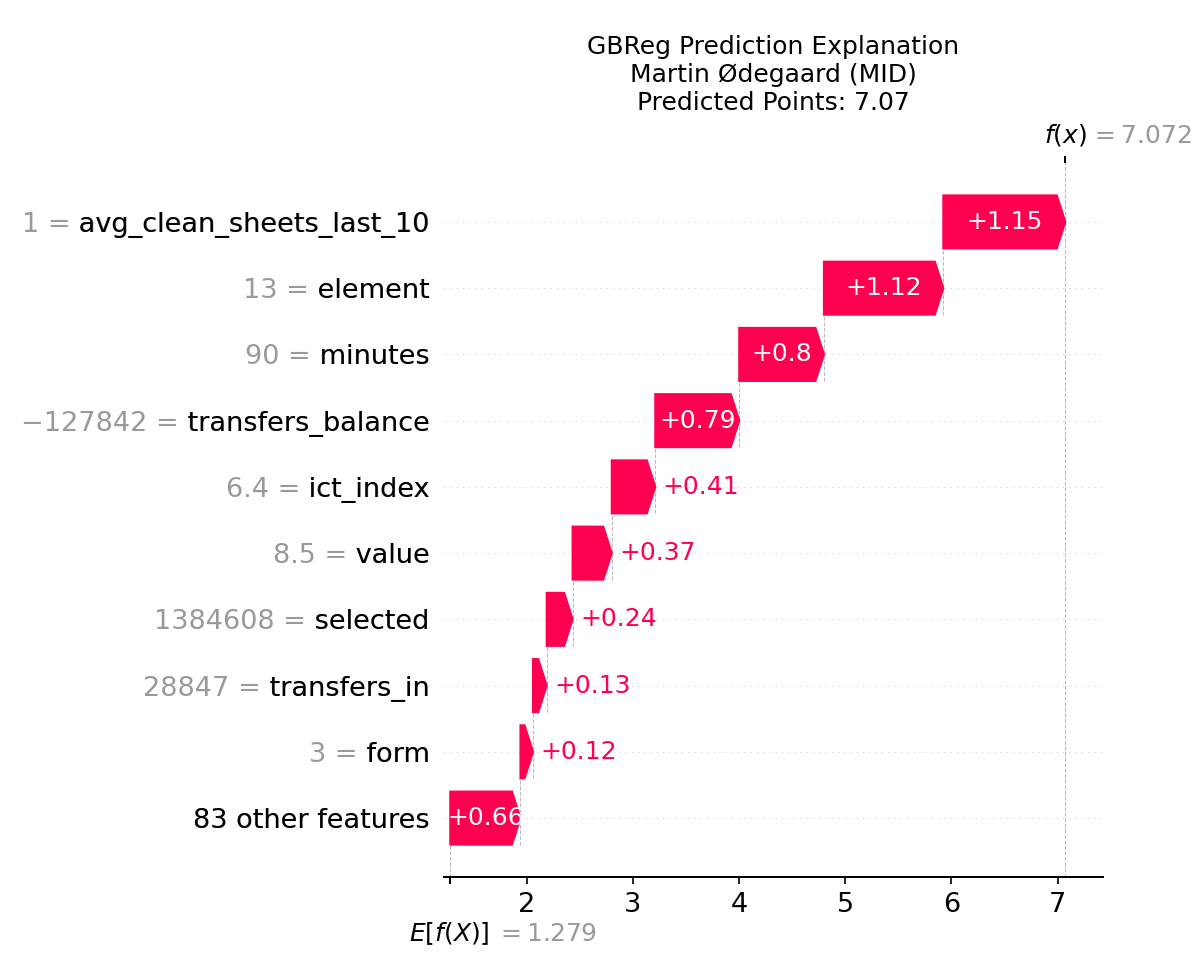 GBReg Prediction Explanation
Martin Ødegaard (MID)
Predicted Points: 7.07
f(x) = 7.072
1 = avg_clean_sheets_last_10
+1.15
13 = element
+1.12
90 = minutes
+0.8
−127842 = transfers_balance
+0.79
6.4 = ict_index
+0.41
8.5 = value
+0.37
1384608 = selected
+0.24
28847 = transfers_in
+0.13
3 = form
+0.12
83 other features
+0.66
2 3 4 5 6 7
E[f(X)] = 1.279